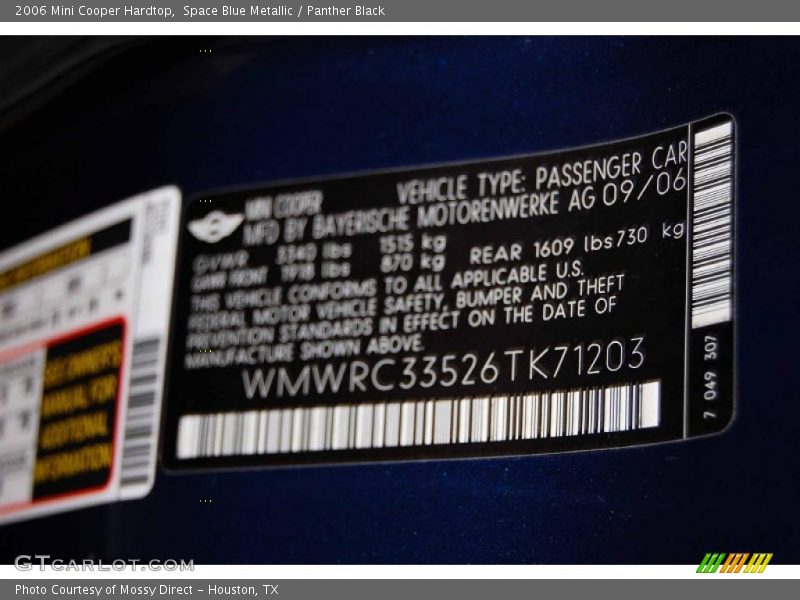 2006 Mini Cooper Hardtop, Space Blue Metallic / Panther Black
MINI COOPER VEHICLE TYPE: PASSENGER CAR
MFD BY BAYERISCHE MOTORENWERKE AG 09/06
GVWR 3340 lbs 1515 kg
GAWR FRONT 1918 lbs 870 kg REAR 1609 lbs 730 kg
THIS VEHICLE CONFORMS TO ALL APPLICABLE U.S.
FEDERAL MOTOR VEHICLE SAFETY, BUMPER AND THEFT
PREVENTION STANDARDS IN EFFECT ON THE DATE OF
MANUFACTURE SHOWN ABOVE.
WMWRC33526TK71203
7 049 307
SEE OWNER'S
MANUAL FOR
ADDITIONAL
INFORMATION
GTCARLOT.COM
Photo Courtesy of Mossy Direct – Houston, TX